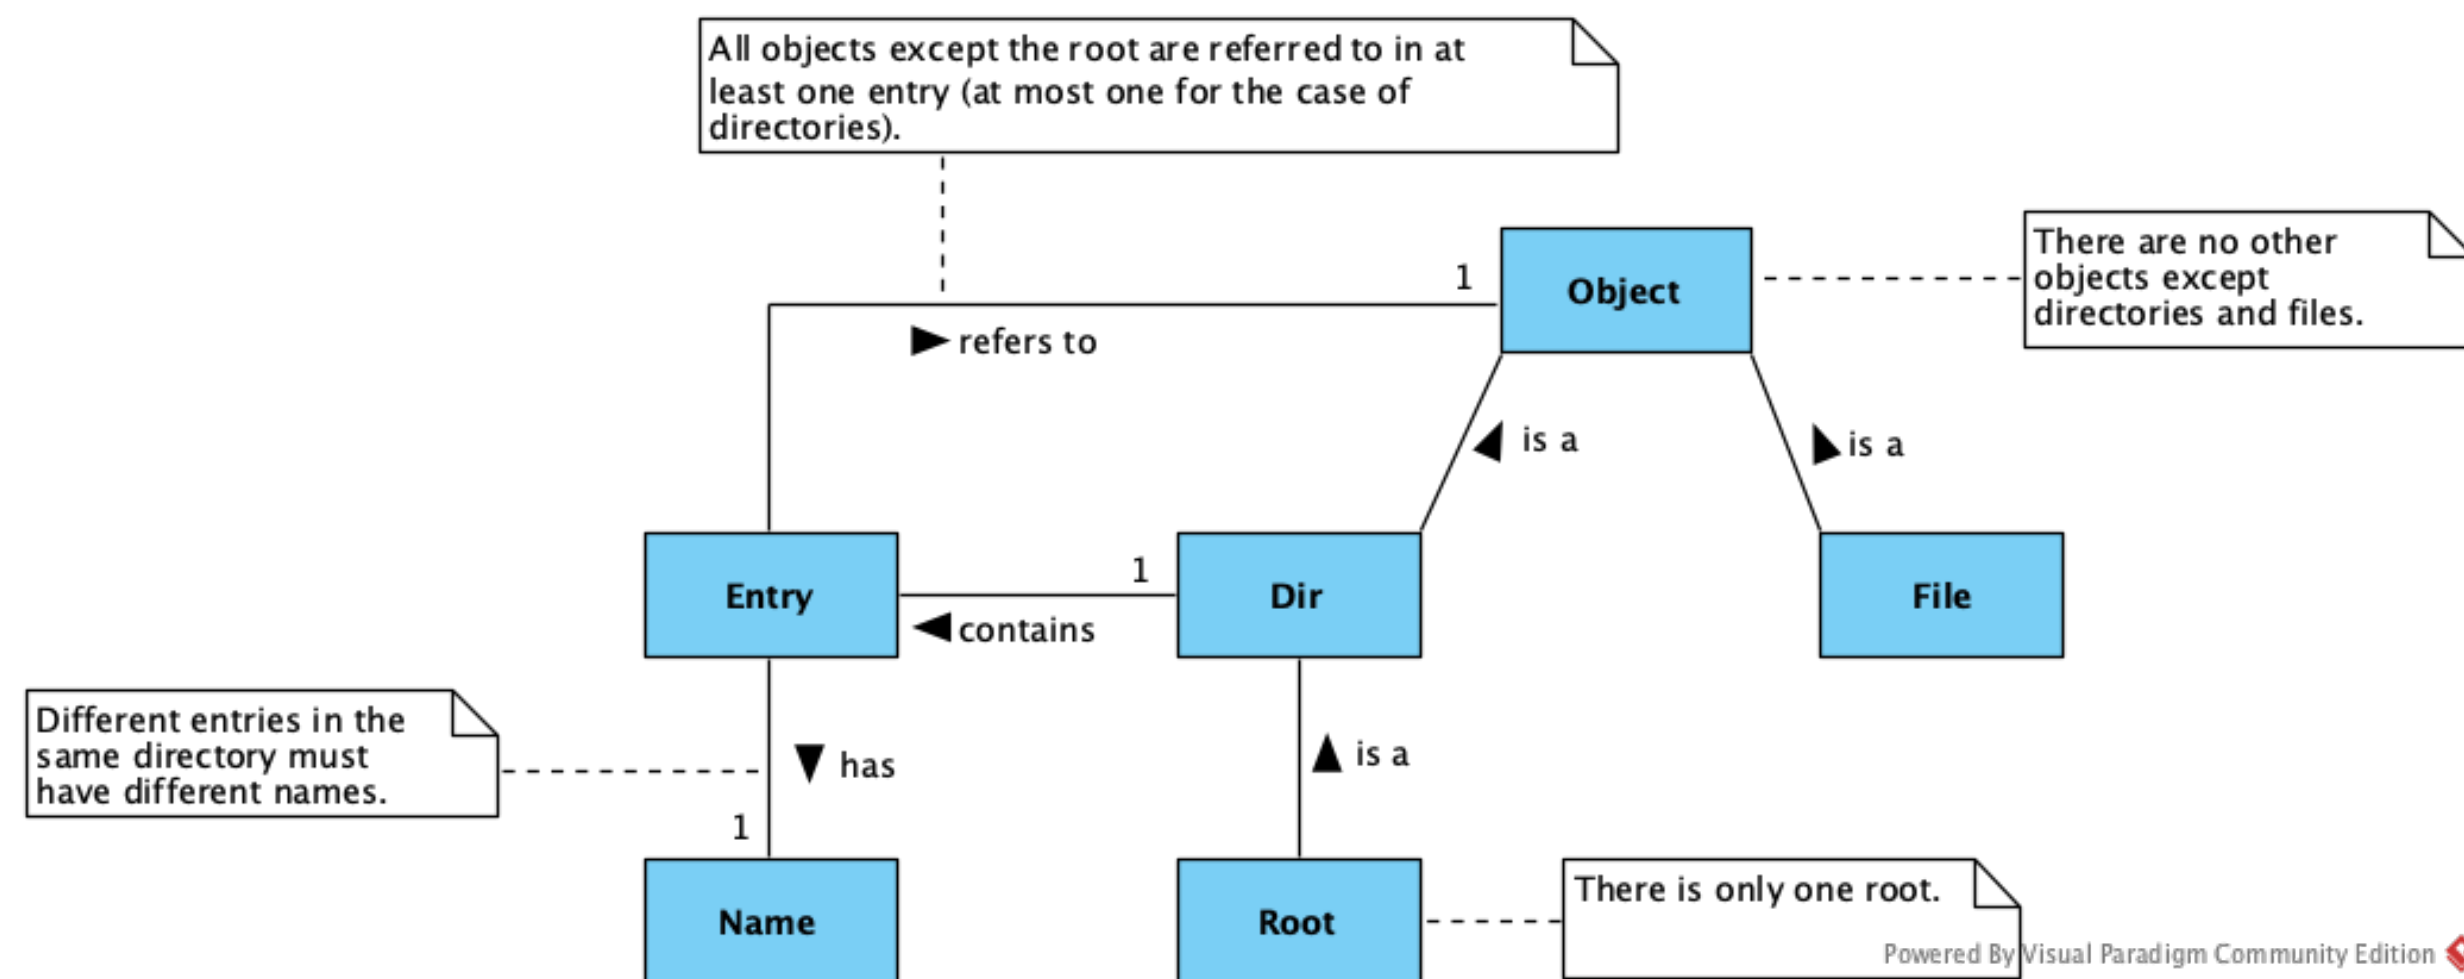 All objects except the root are referred to in at
least one entry (at most one for the case of
directories).
There are no other
objects except
directories and files.
1
Object
refers to
is a
is a
Entry
1
contains
Dir
File
Different entries in the
same directory must
have different names.
has
is a
1
Name
Root
There is only one root.
Powered By Visual Paradigm Community Edition